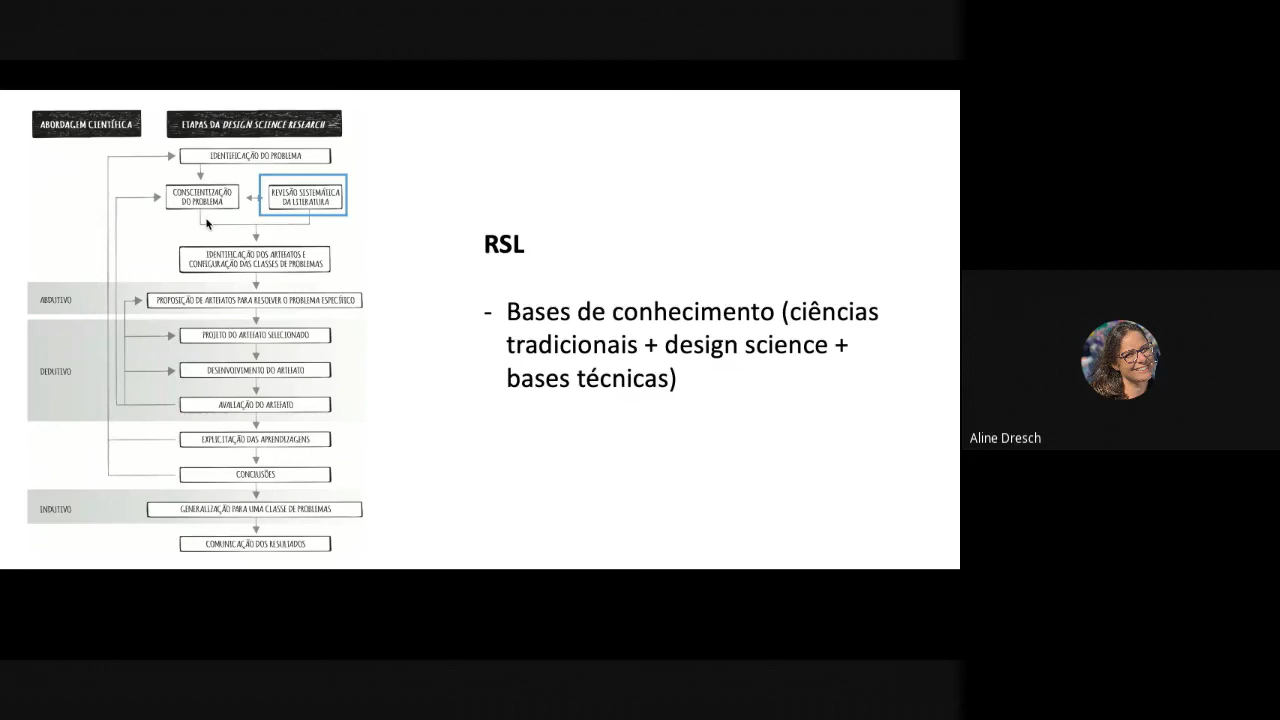 ABORDAGEM CIENTÍFICA
ETAPAS DA DESIGN SCIENCE RESEARCH
IDENTIFICAÇÃO DO PROBLEMA
CONSCIENTIZAÇÃO
DO PROBLEMA
REVISÃO SISTEMÁTICA
DA LITERATURA
IDENTIFICAÇÃO DOS ARTEFATOS E
CONFIGURAÇÃO DAS CLASSES DE PROBLEMAS
ABDUTIVO
PROPOSIÇÃO DE ARTEFATOS PARA RESOLVER O PROBLEMA ESPECÍFICO
PROJETO DO ARTEFATO SELECIONADO
DEDUTIVO
DESENVOLVIMENTO DO ARTEFATO
AVALIAÇÃO DO ARTEFATO
EXPLICITAÇÃO DAS APRENDIZAGENS
CONCLUSÕES
INDUTIVO
GENERALIZAÇÃO PARA UMA CLASSE DE PROBLEMAS
COMUNICAÇÃO DOS RESULTADOS
RSL
- Bases de conhecimento (ciências
tradicionais + design science +
bases técnicas)
Aline Dresch